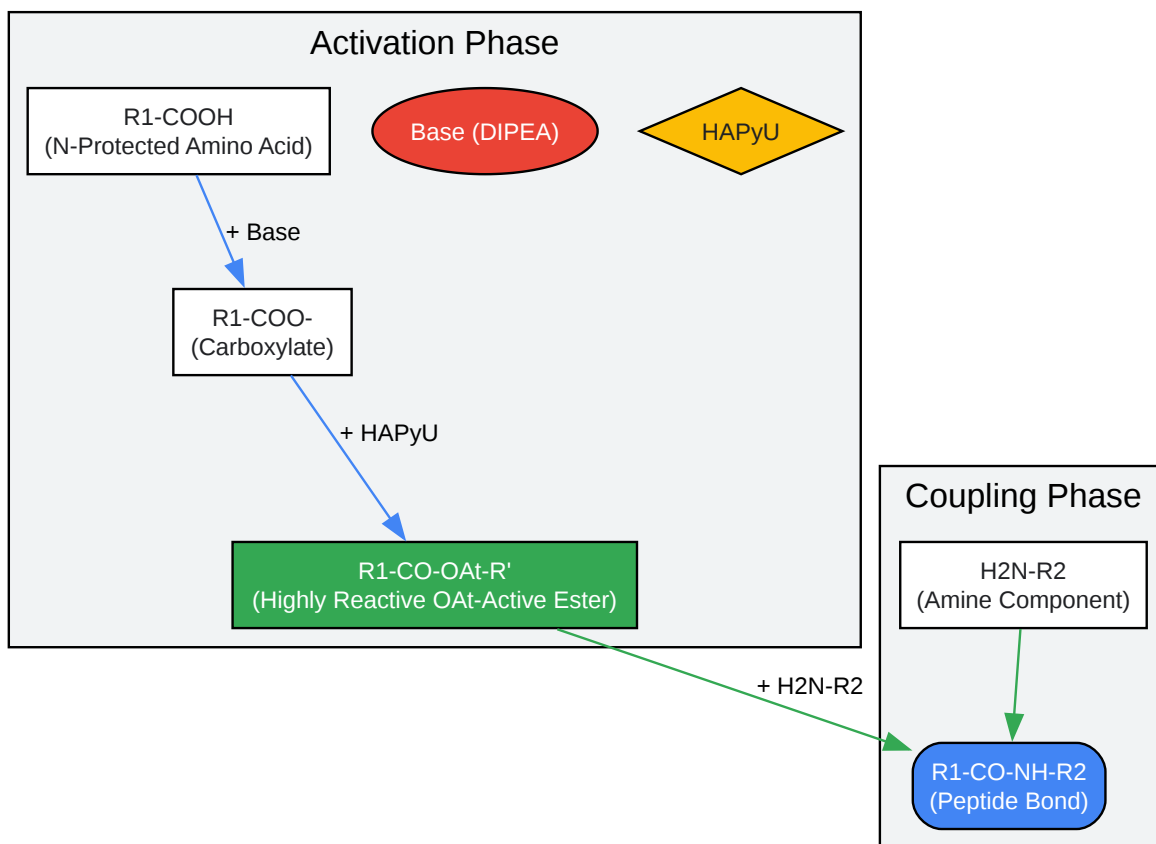 Activation Phase
R1-COOH
(N-Protected Amino Acid)
Base (DIPEA)
HAPyU
+ Base
R1-COO-
(Carboxylate)
+ HAPyU
R1-CO-OAt-R'
(Highly Reactive OAt-Active Ester)
Coupling Phase
H2N-R2
(Amine Component)
+ H2N-R2
R1-CO-NH-R2
(Peptide Bond)